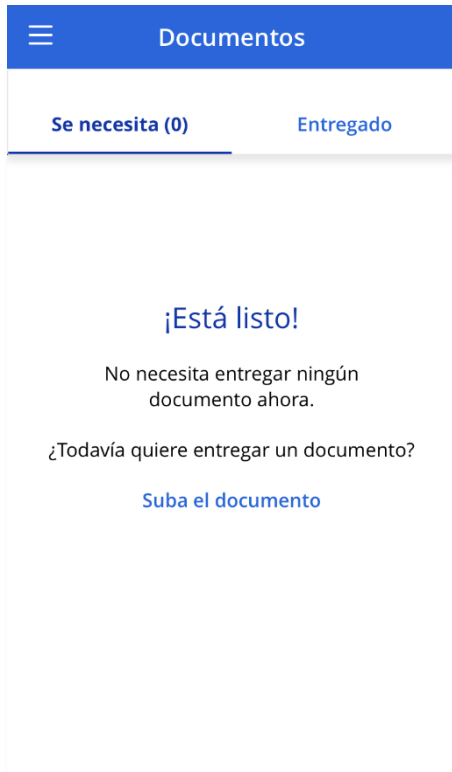 Documentos
Se necesita (0)
Entregado
¡Está listo!
No necesita entregar ningún
documento ahora.
¿Todavía quiere entregar un documento?
Suba el documento